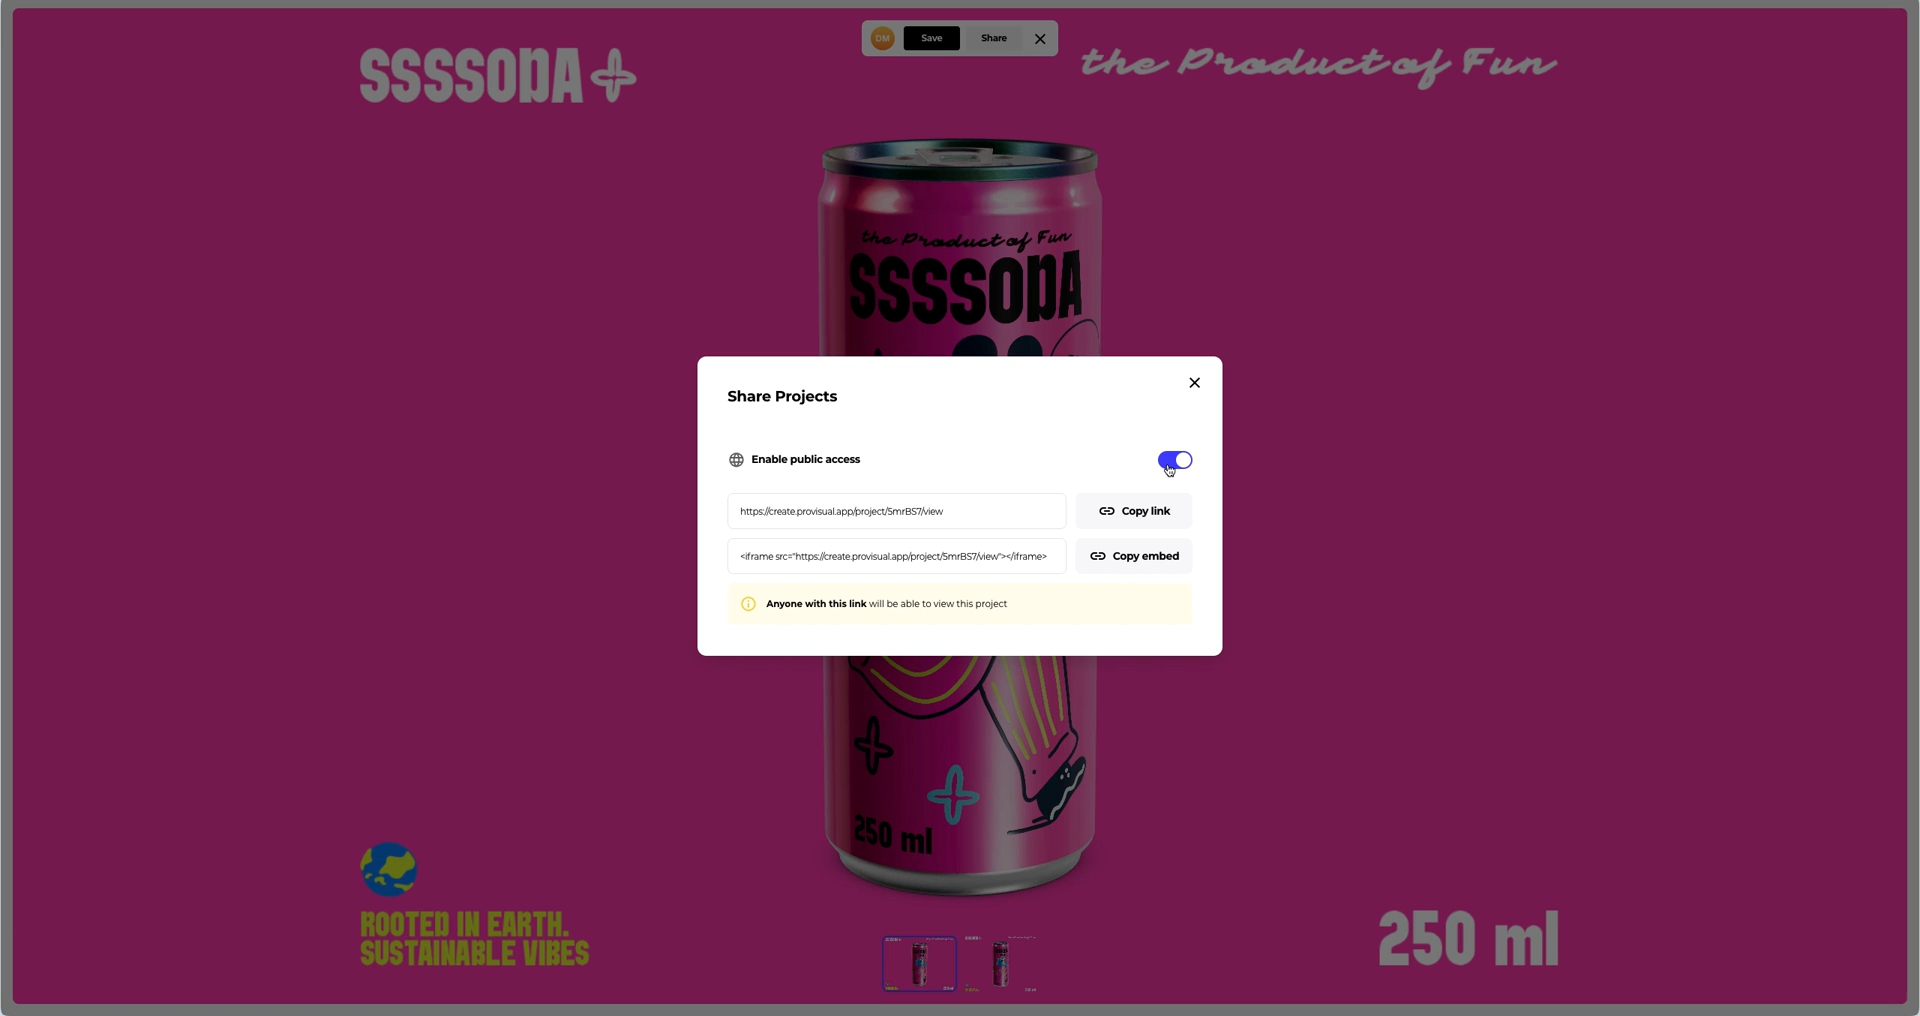 SSSSODA
DM
Save
Share
the Product of Fun
the Product of Fun
SSSSODA
Share Projects
Enable public access
https://create.provisual.app/project/5mrBS7/view
Copy link
<iframe src="https://create.provisual.app/project/5mrBS7/view"></iframe>
Copy embed
Anyone with this link will be able to view this project
250 ml
ROOTED IN EARTH.
SUSTAINABLE VIBES
250 ml